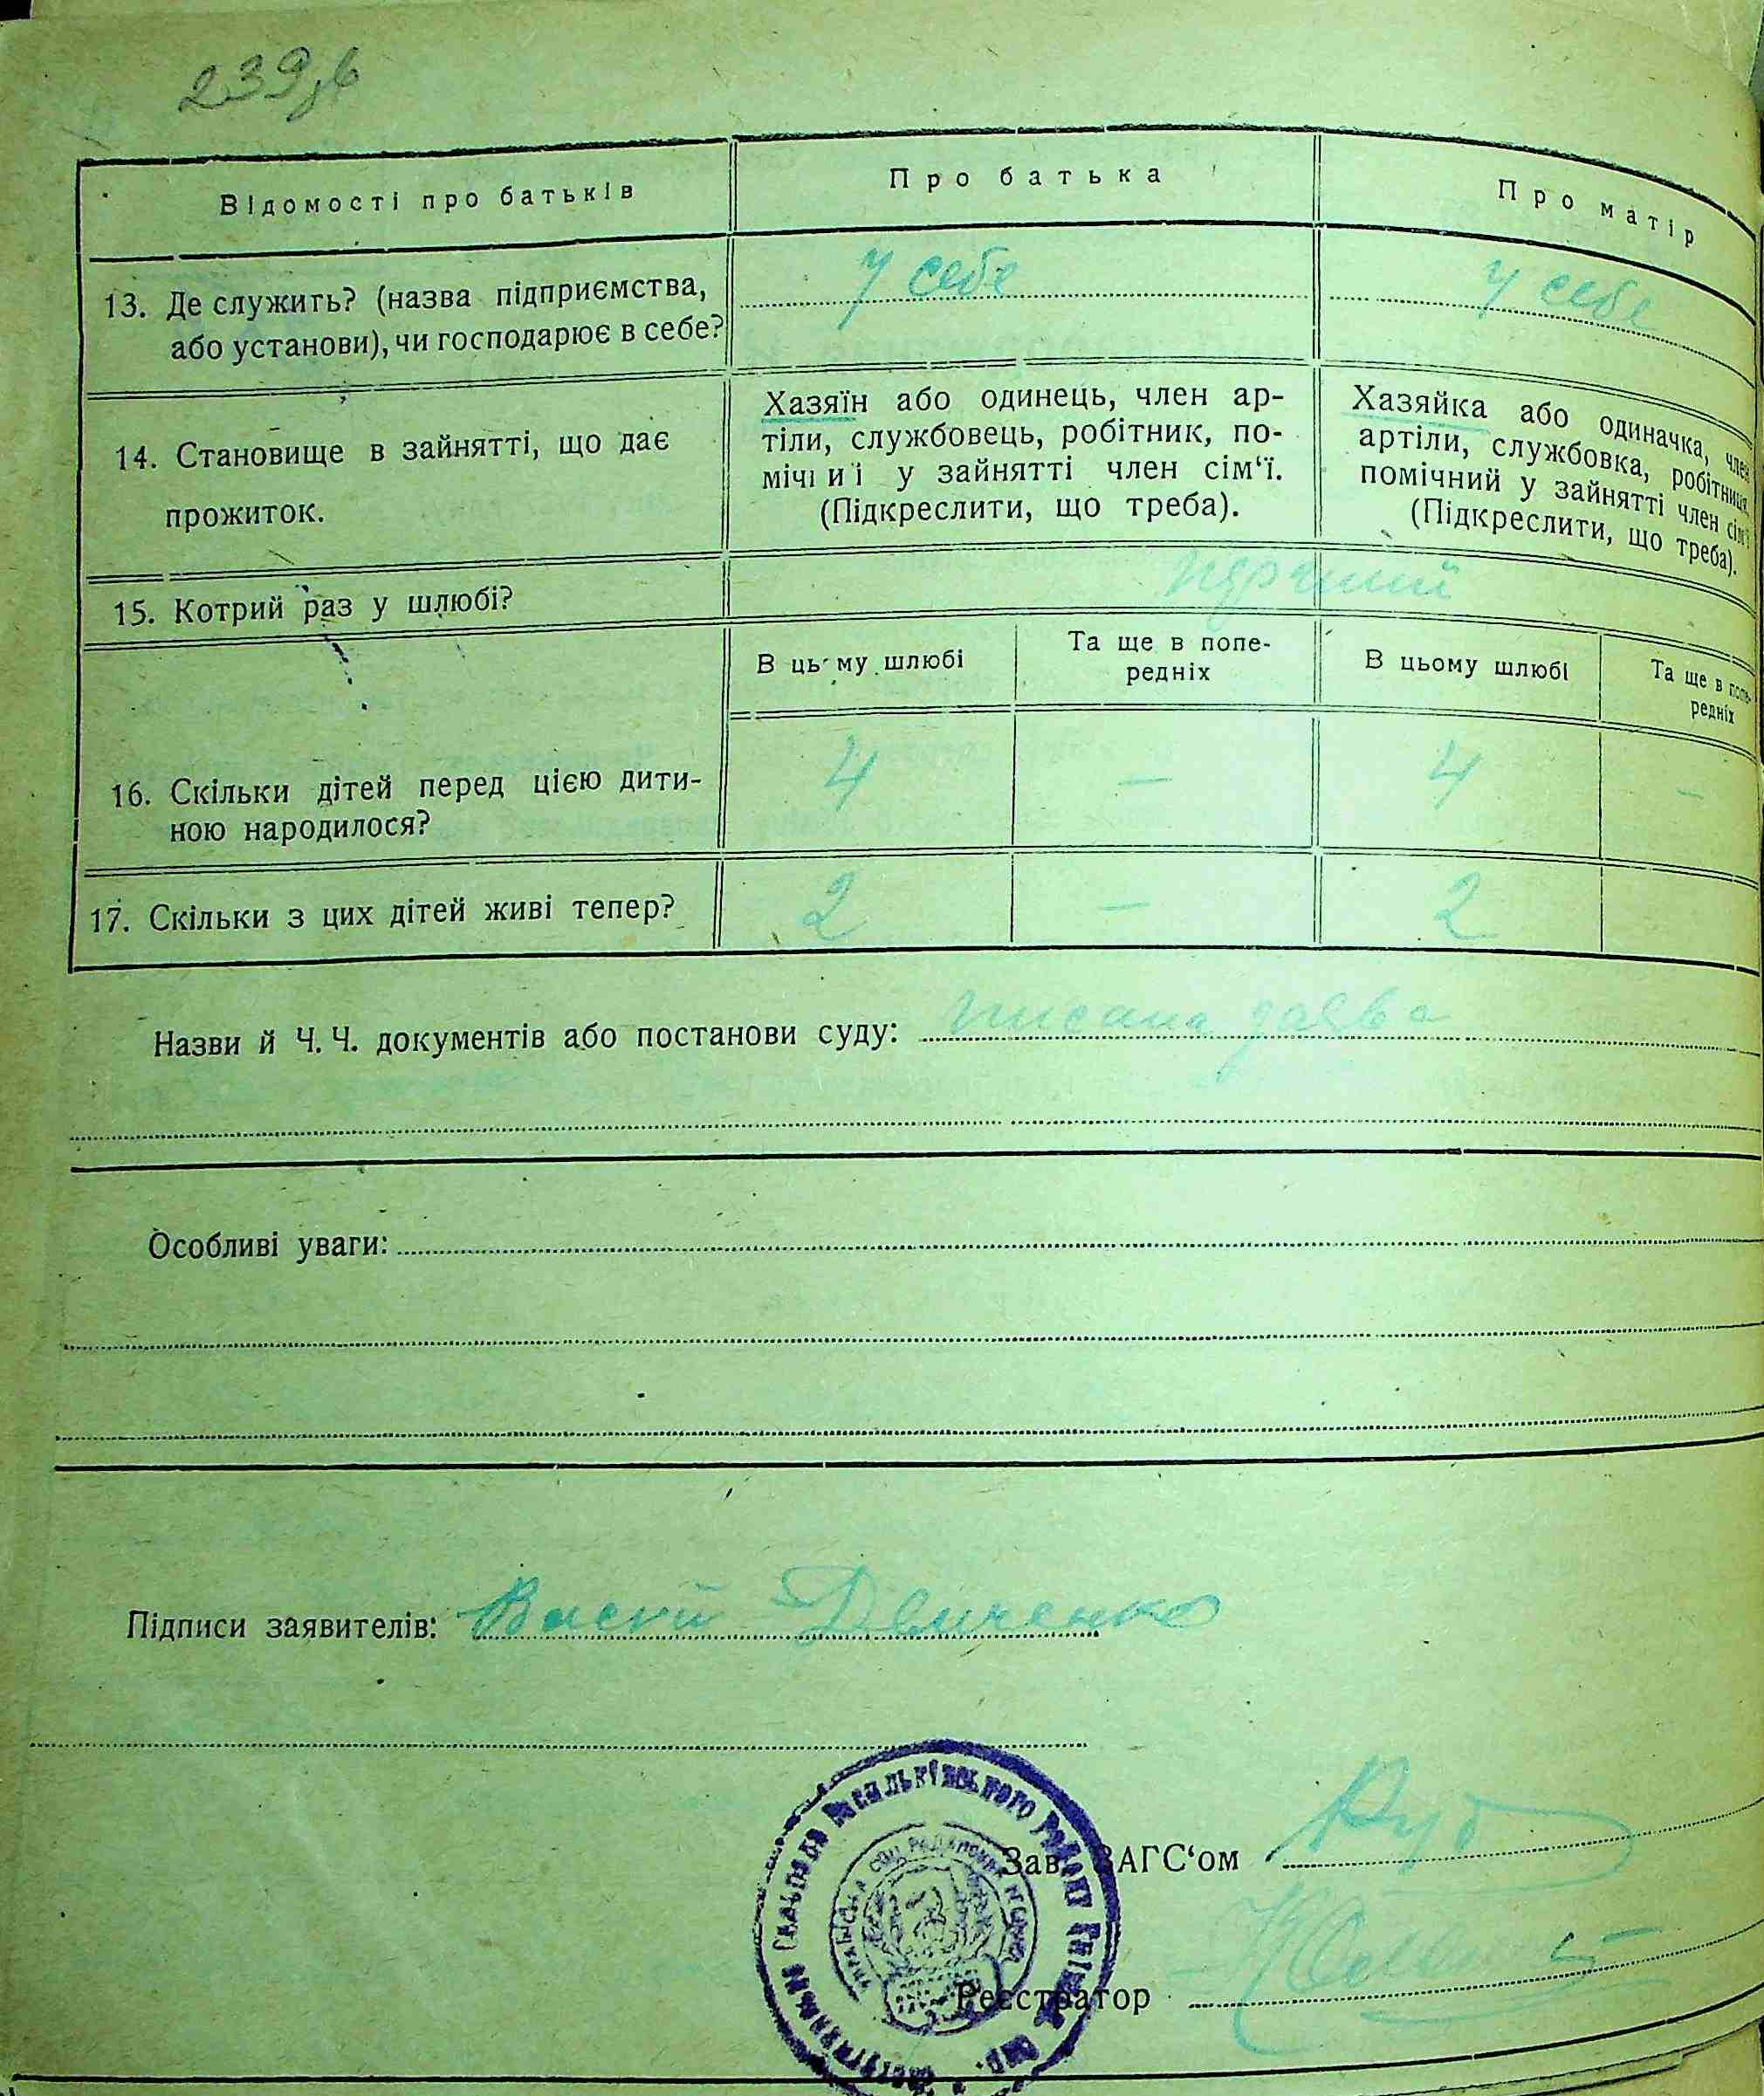 239зв
Відомості про батьків
Про батька
Про матір
13. Де служить? (назва підприємства,
або установи), чи господарює в себе?
у себе
у себе
14. Становище в зайнятті, що дає
прожиток.
Хазяїн або одинець, член ар-
тіли, службовець, робітник, по-
мічний у зайнятті член сім‘ї.
(Підкреслити, що треба).
Хазяйка або одиначка, член
артіли, службовка, робітниця,
помічний у зайнятті член сім‘ї
(Підкреслити, що треба).
15. Котрий раз у шлюбі?
перший
В цьому шлюбі
Та ще в попе-
редніх
В цьому шлюбі
Та ще в попе-
редніх
16. Скільки дітей перед цією дити-
ною народилося?
4
—
4
—
17. Скільки з цих дітей живі тепер?
2
—
2
Назви й Ч. Ч. документів або постанови суду: писана заява
Особливі уваги:
Підписи заявителів:
Васильківського Району
Зав. ЗАГС‘ом
Реєстратор